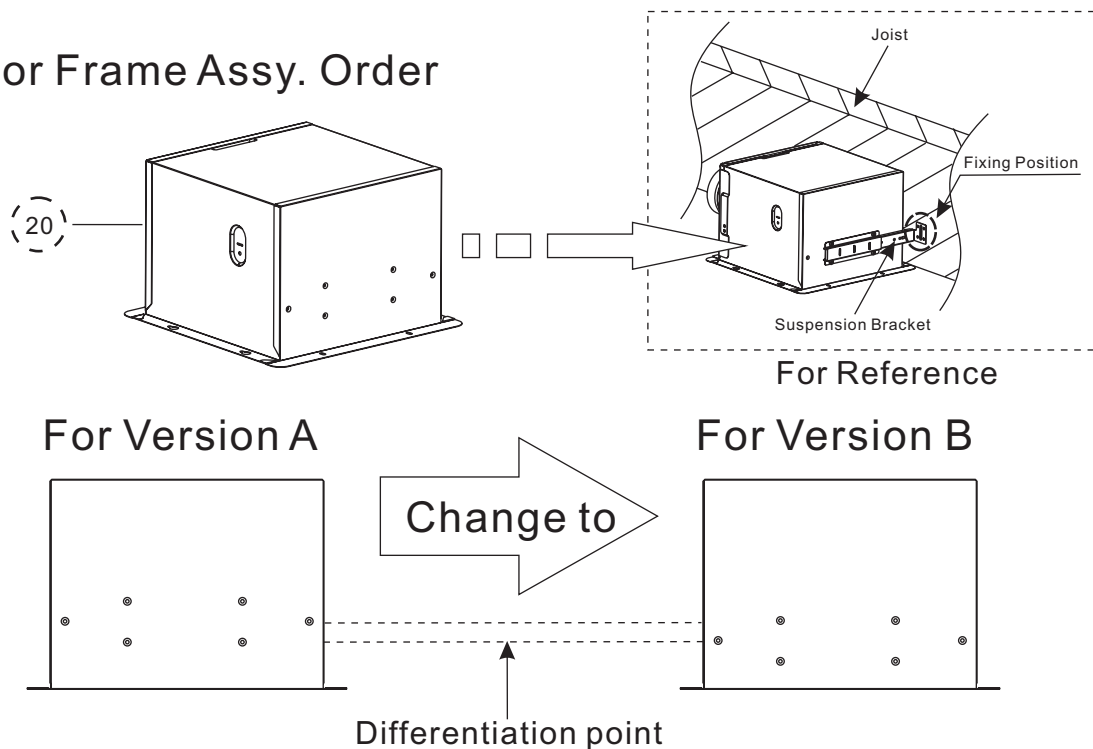 or Frame Assy. Order
Joist
Fixing Position
20
Suspension Bracket
For Reference
For Version A
For Version B
Change to
Differentiation point